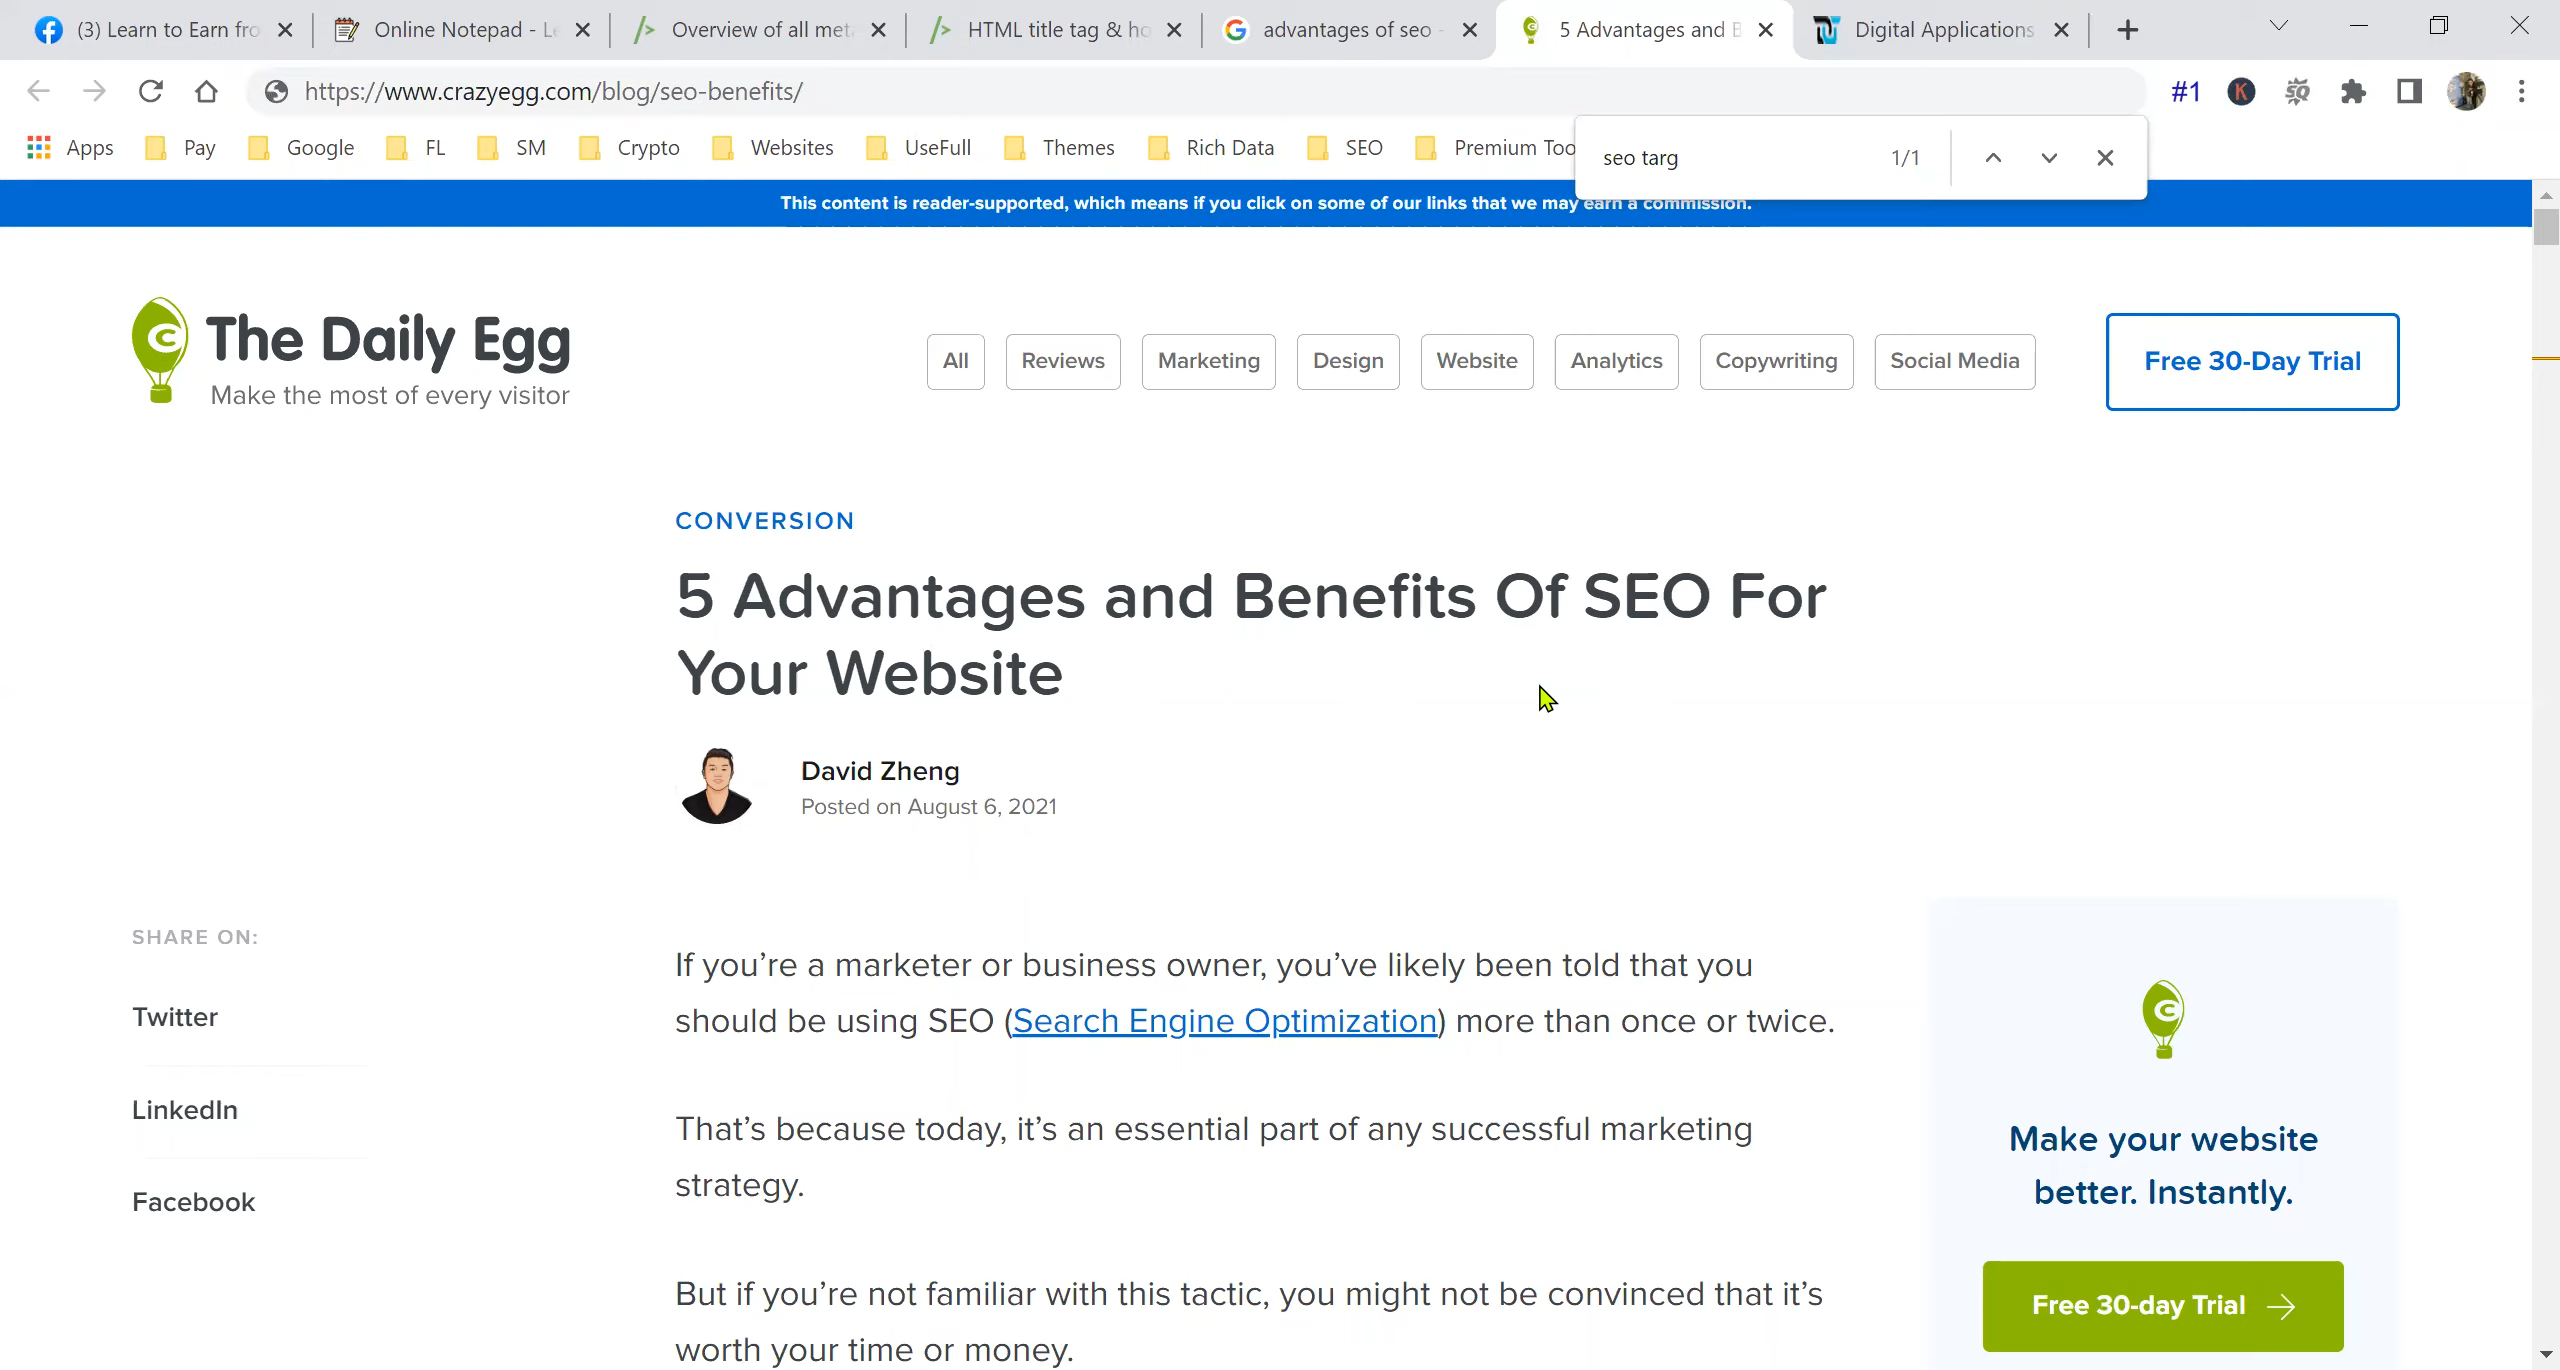 (3) Learn to Earn fro
Online Notepad - L
Overview of all met
HTML title tag & ho
advantages of seo -
5 Advantages and B
Digital Applications
https://www.crazyegg.com/blog/seo-benefits/
#1
K
SQ
Apps
Pay
Google
FL
SM
Crypto
Websites
UseFull
Themes
Rich Data
SEO
Premium Too
seo targ
1/1
This content is reader-supported, which means if you click on some of our links that we may earn a commission.
The Daily Egg
Make the most of every visitor
All
Reviews
Marketing
Design
Website
Analytics
Copywriting
Social Media
Free 30-Day Trial
CONVERSION
5 Advantages and Benefits Of SEO For
Your Website
David Zheng
Posted on August 6, 2021
SHARE ON:
Twitter
LinkedIn
Facebook
If you’re a marketer or business owner, you’ve likely been told that you
should be using SEO (Search Engine Optimization) more than once or twice.
That’s because today, it’s an essential part of any successful marketing
strategy.
But if you’re not familiar with this tactic, you might not be convinced that it’s
worth your time or money.
Make your website
better. Instantly.
Free 30-day Trial